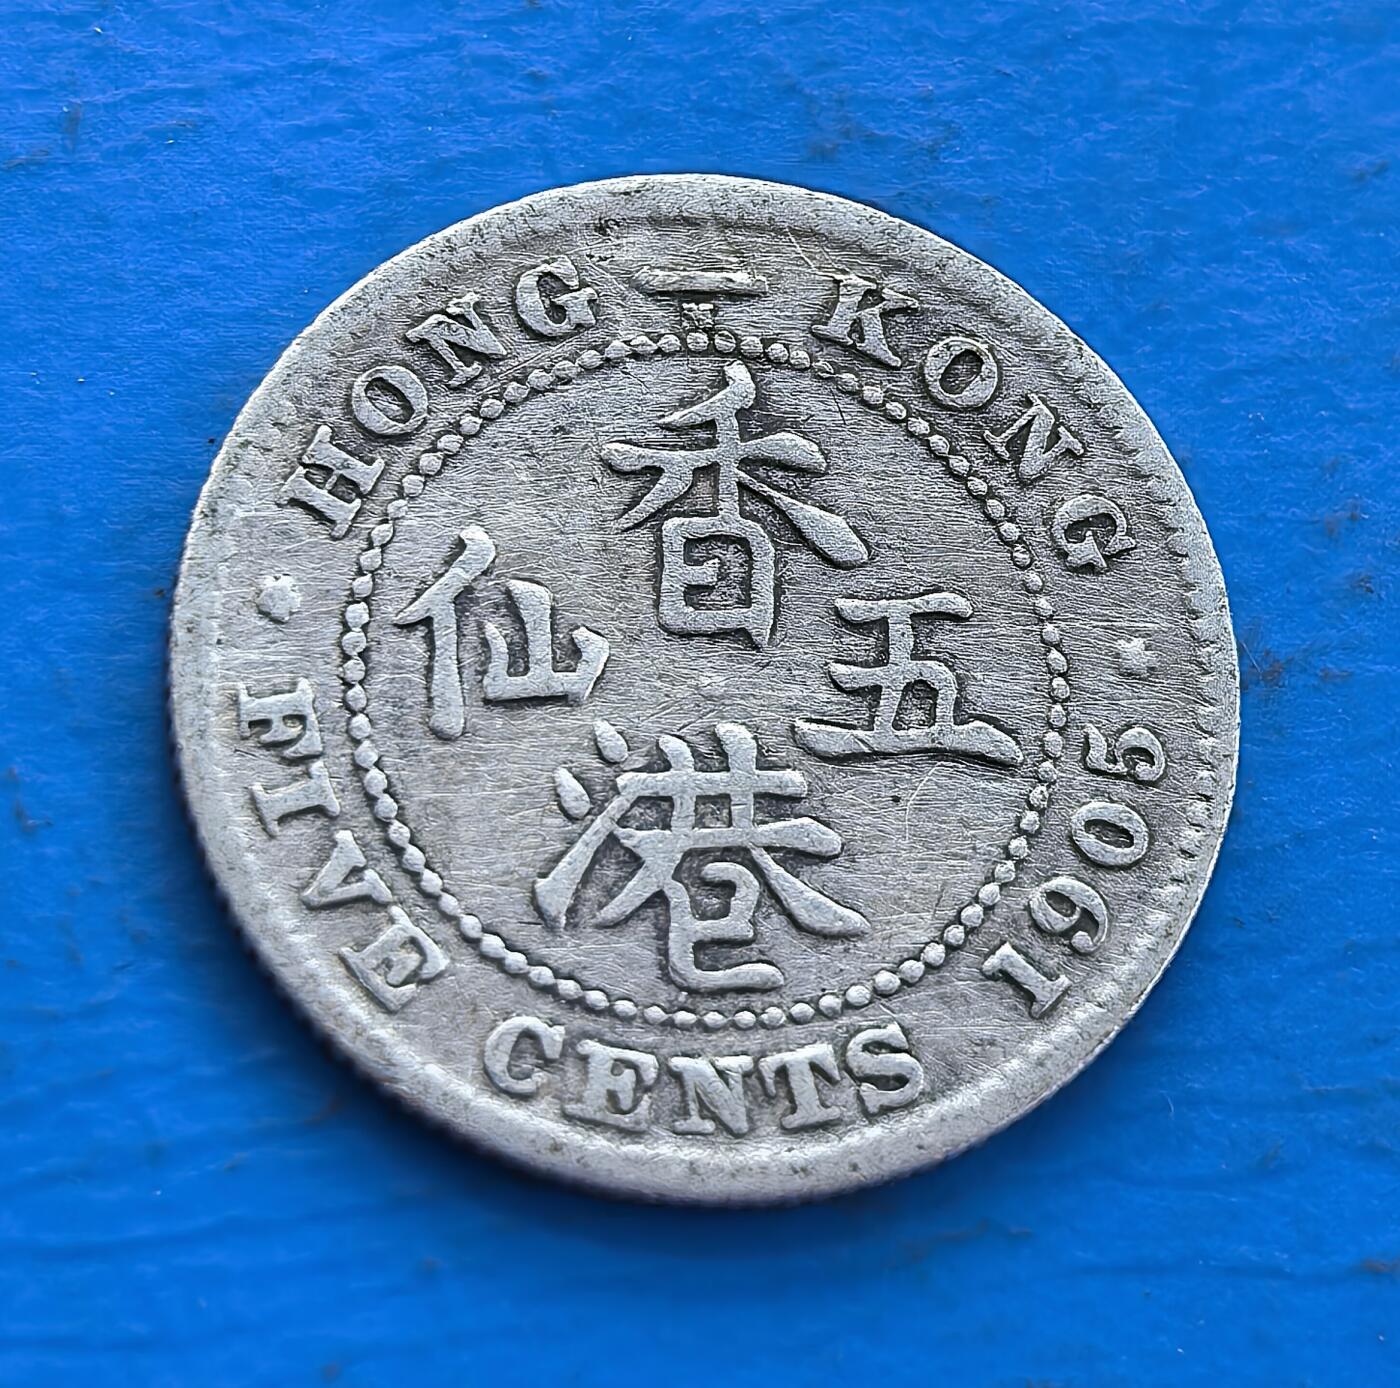 HONG – KONG
香
港
五
仙
FIVE CENTS 1905